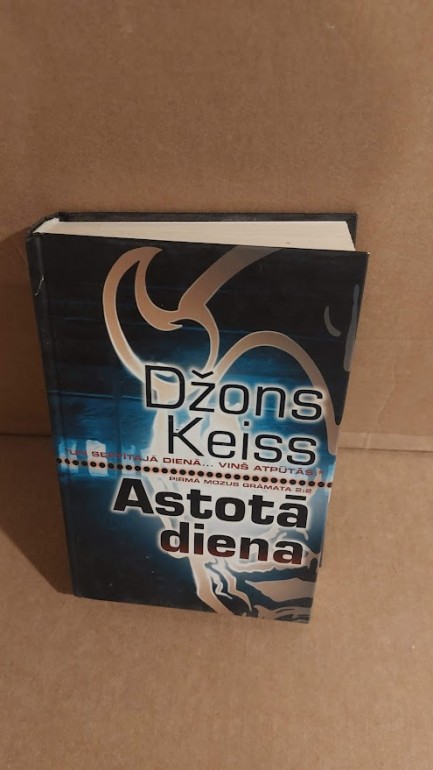 Džons
Keiss
UN SEPTĪTAJĀ DIENĀ... VIŅŠ ATPŪTĀS
PIRMĀ MOZUS GRĀMATA 2:2
Astotā
diena